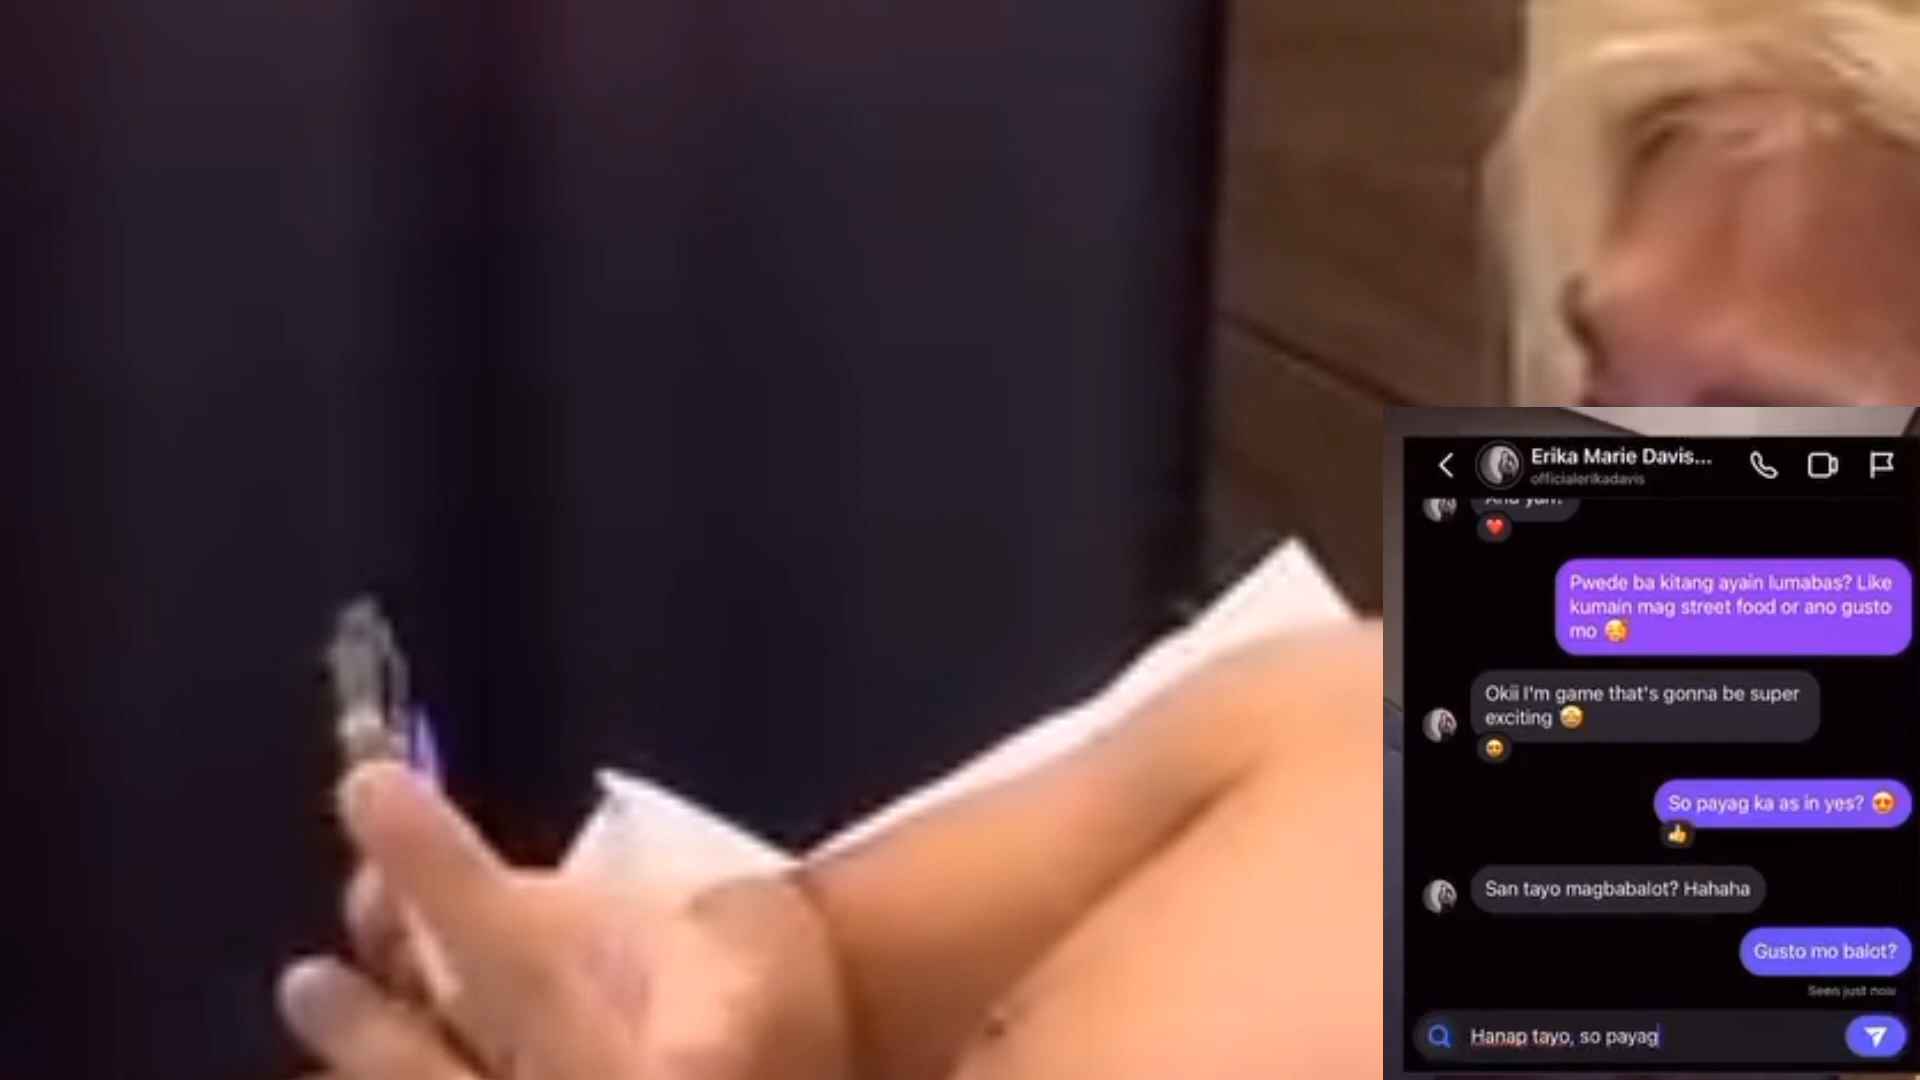 Erika Marie Davis...
officialerikadavis
Pwede ba kitang ayain lumabas? Like
kumain mag street food or ano gusto
mo 🥰
Okii I'm game that's gonna be super
exciting 🤩
So payag ka as in yes? 😍
San tayo magbabalot? Hahaha
Gusto mo balot?
Seen just now
Hanap tayo, so payag